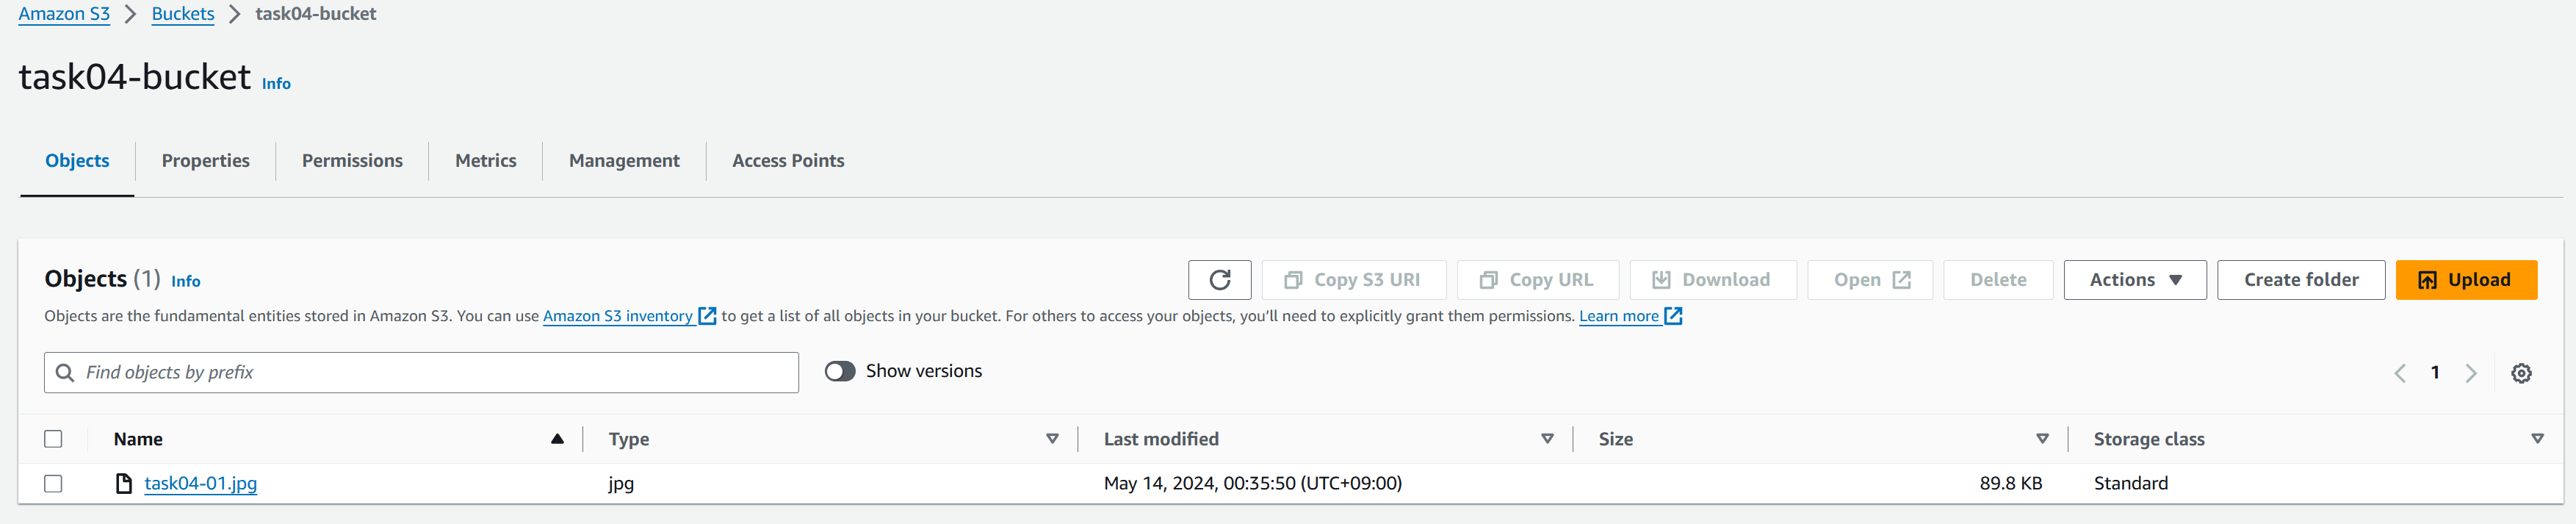 Amazon S3 > Buckets > task04-bucket
task04-bucket Info
Objects Properties Permissions Metrics Management Access Points
Objects (1) Info
Copy S3 URI Copy URL Download Open Delete Actions Create folder Upload
Objects are the fundamental entities stored in Amazon S3. You can use Amazon S3 inventory to get a list of all objects in your bucket. For others to access your objects, you’ll need to explicitly grant them permissions. Learn more
Find objects by prefix Show versions < 1 >
Name Type Last modified Size Storage class
task04-01.jpg jpg May 14, 2024, 00:35:50 (UTC+09:00) 89.8 KB Standard